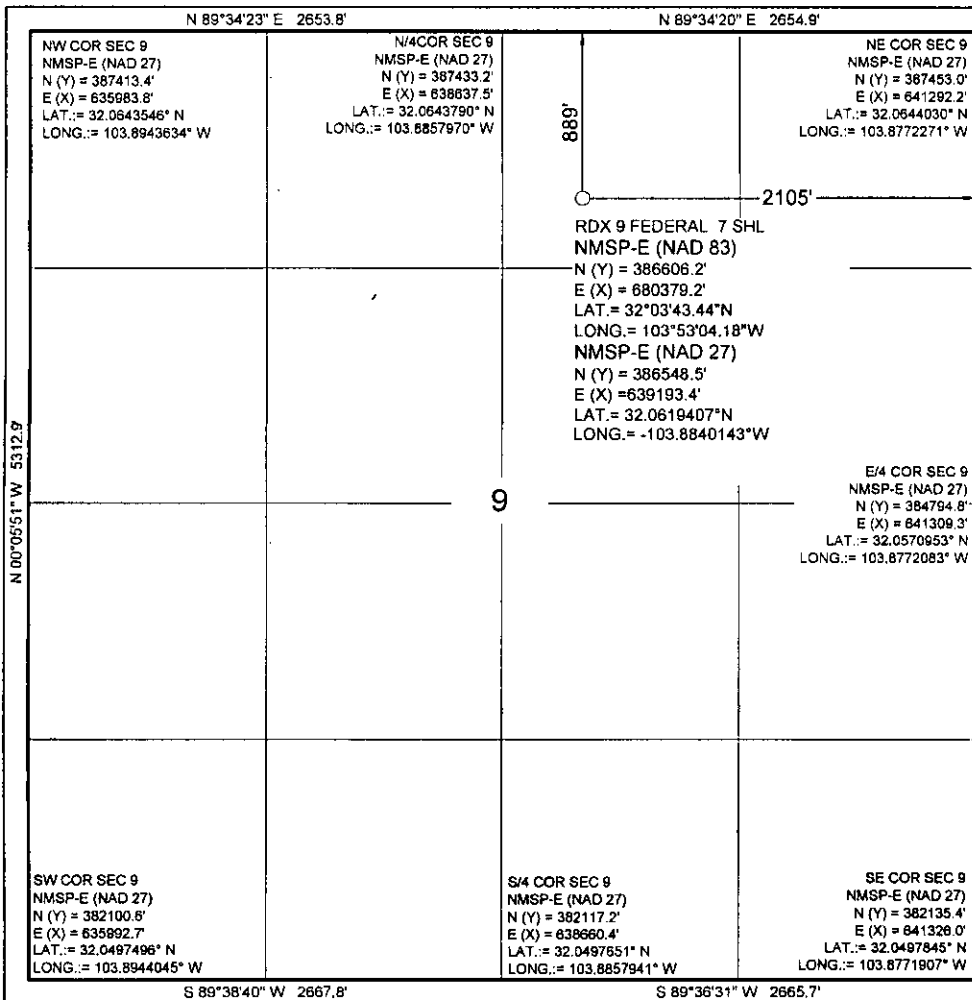 N 89°34'23" E 2653.8'
N 89°34'20" E 2654.9'
NW COR SEC 9
NMSP-E (NAD 27)
N (Y) = 387413.4'
E (X) = 635983.8'
LAT.:= 32.0643546° N
LONG.:= 103.8943634° W
N/4COR SEC 9
NMSP-E (NAD 27)
N (Y) = 387433.2'
E (X) = 638637.5'
LAT.:= 32.0643790° N
LONG.:= 103.8857970° W
NE COR SEC 9
NMSP-E (NAD 27)
N (Y) = 387453.0'
E (X) = 641292.2'
LAT.:= 32.0644030° N
LONG.:= 103.8772271° W
889'
2105'
RDX 9 FEDERAL 7 SHL
NMSP-E (NAD 83)
N (Y) = 386606.2'
E (X) = 680379.2'
LAT.= 32°03'43.44"N
LONG.= 103°53'04.18"W
NMSP-E (NAD 27)
N (Y) = 386548.5'
E (X) =639193.4'
LAT.= 32.0619407°N
LONG.= -103.8840143°W
N 00°05'51" W 5312.9'
9
E/4 COR SEC 9
NMSP-E (NAD 27)
N (Y) = 384794.8'
E (X) = 641309.3'
LAT.:= 32.0570953° N
LONG.:= 103.8772083° W
SW COR SEC 9
NMSP-E (NAD 27)
N (Y) = 382100.6'
E (X) = 635992.7'
LAT.:= 32.0497496° N
LONG.:= 103.8944045° W
S/4 COR SEC 9
NMSP-E (NAD 27)
N (Y) = 382117.2'
E (X) = 638660.4'
LAT.:= 32.0497651° N
LONG.:= 103.8857941° W
SE COR SEC 9
NMSP-E (NAD 27)
N (Y) = 382135.4'
E (X) = 641326.0'
LAT.:= 32.0497845° N
LONG.:= 103.8771907° W
S 89°38'40" W 2667.8'
S 89°36'31" W 2665.7'